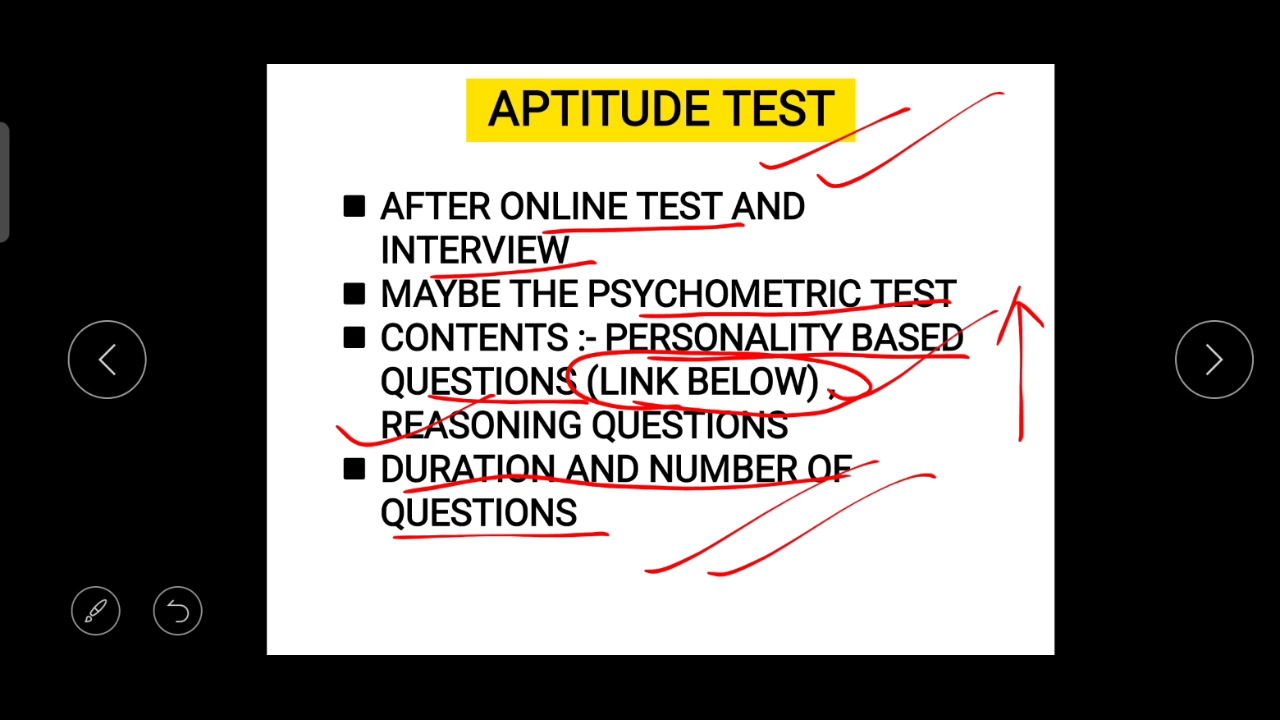 APTITUDE TEST
■ AFTER ONLINE TEST AND
INTERVIEW
■ MAYBE THE PSYCHOMETRIC TEST
■ CONTENTS :- PERSONALITY BASED
QUESTIONS (LINK BELOW) ,
REASONING QUESTIONS
■ DURATION AND NUMBER OF
QUESTIONS